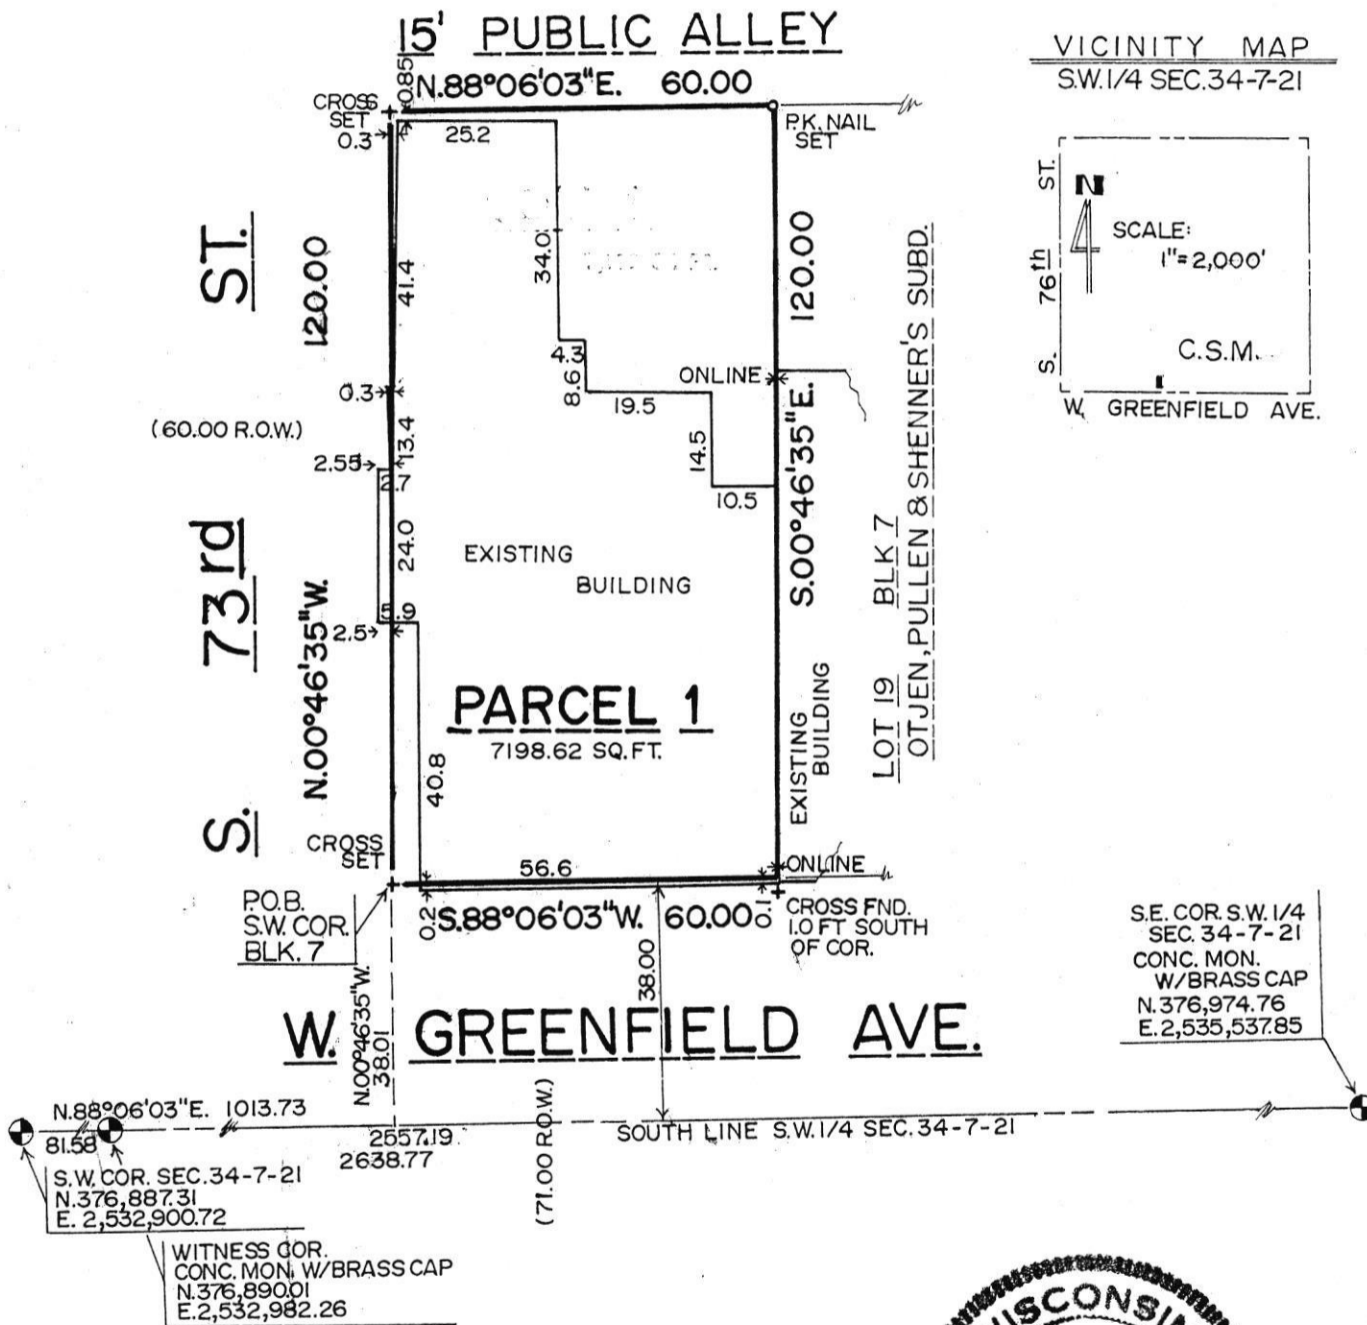 15' PUBLIC ALLEY
N.88°06'03"E. 60.00
0.85
CROSS
SET
0.3
25.2
P.K. NAIL
SET
VICINITY MAP
S.W.1/4 SEC.34-7-21
S. 76th ST.
N
SCALE:
1"=2,000'
C.S.M.
W. GREENFIELD AVE.
S. 73rd ST.
(60.00 R.O.W.)
120.00
N.00°46'35"W.
41.4
34.0
4.3
8.6
19.5
14.5
10.5
ONLINE
120.00
S.00°46'35"E.
0.3
13.4
2.55
2.7
24.0
5.9
2.5
40.8
EXISTING
BUILDING
PARCEL 1
7198.62 SQ.FT.
EXISTING
BUILDING
LOT 19 BLK 7
OTJEN, PULLEN & SHENNER'S SUBD.
CROSS
SET
56.6
ONLINE
P.O.B.
S.W. COR.
BLK. 7
0.2
S.88°06'03"W. 60.00
0.1
CROSS FND.
1.0 FT SOUTH
OF COR.
38.00
N.00°46'35"W.
38.01
W. GREENFIELD AVE.
(71.00 R.O.W.)
S.E. COR. S.W. 1/4
SEC. 34-7-21
CONC. MON.
W/BRASS CAP
N.376,974.76
E.2,535,537.85
N.88°06'03"E. 1013.73
81.58
2557.19
2638.77
SOUTH LINE S.W.1/4 SEC.34-7-21
S.W. COR. SEC.34-7-21
N.376,887.31
E. 2,532,900.72
WITNESS COR.
CONC. MON. W/BRASS CAP
N.376,890.01
E.2,532,982.26
WISCONSIN